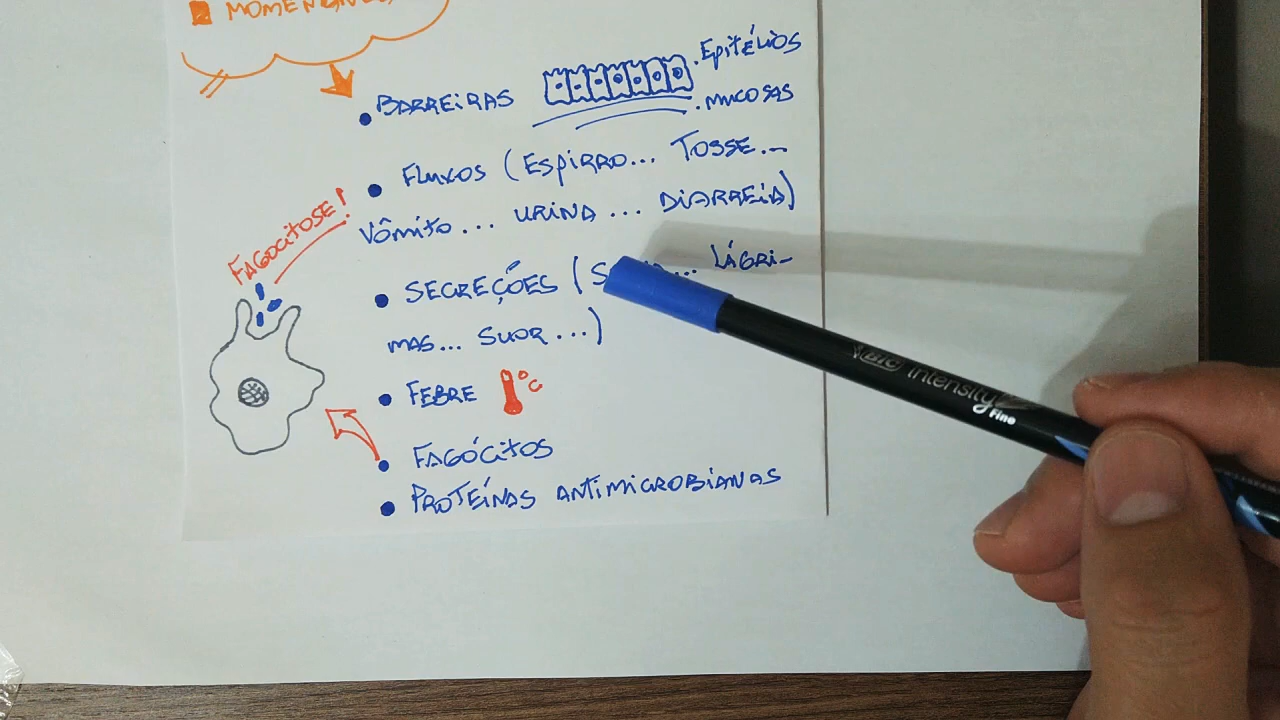 BARREIRAS
. EPITÉLIOS
. MUCOSAS
FLUXOS (ESPIRRO... TOSSE...
VÔMITO... URINA... DIARREIA)
FAGOCITOSE!
SECREÇÕES ( ... LÁGRI-
MAS... SUOR...)
FEBRE °C
FAGÓCITOS
PROTEÍNAS ANTIMICROBIANAS
BIC intensity
Fine